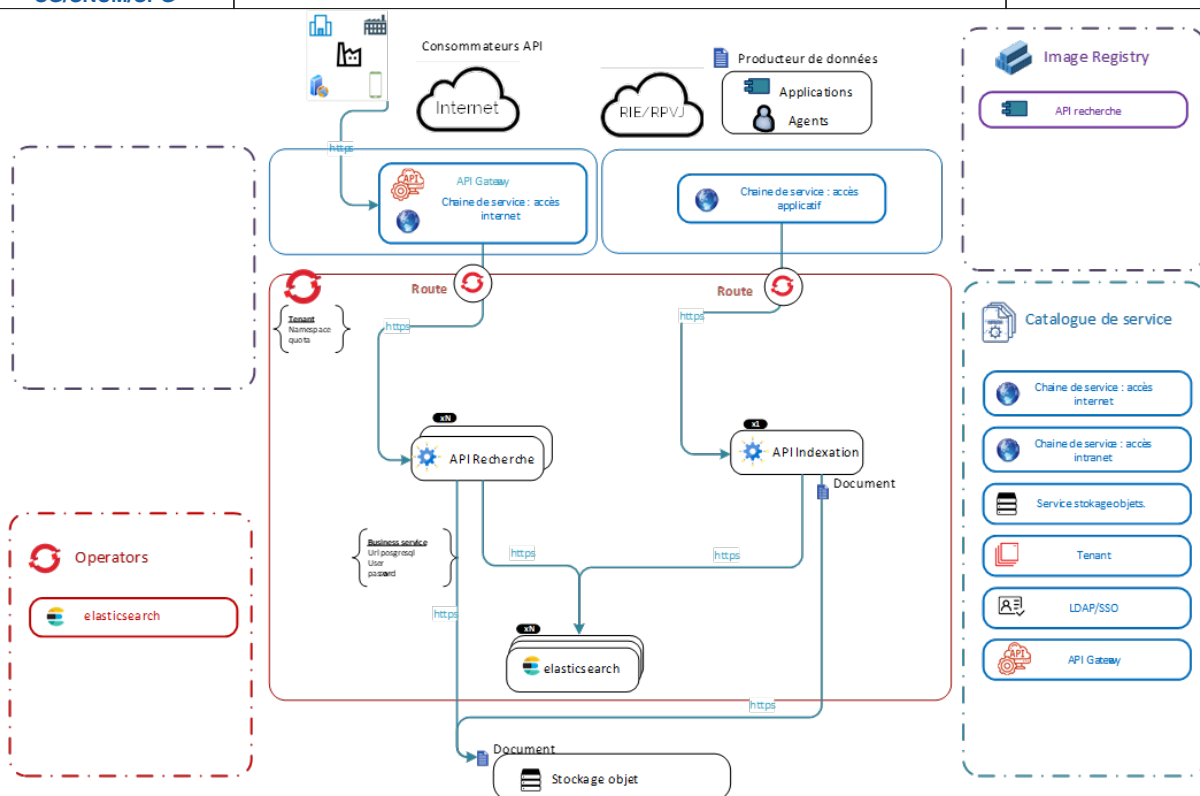 Consommateurs API
Internet
RIE/RPVJ
Producteur de données
Applications
Agents
Image Registry
API recherche
https
API
API Gateway
Chaine de service : accès
internet
Chaine de service : accès
applicatif
Route
Route
Tenant
Namespace
quota
https
https
xN
API Recherche
x1
API Indexation
Document
Business service
Url posgresql
User
password
https
https
https
xN
elasticsearch
https
Document
Stockage objet
Operators
elasticsearch
Catalogue de service
Chaine de service : accès
internet
Chaine de service : accès
intranet
Service stokage objets.
Tenant
LDAP/SSO
API
API Gateway